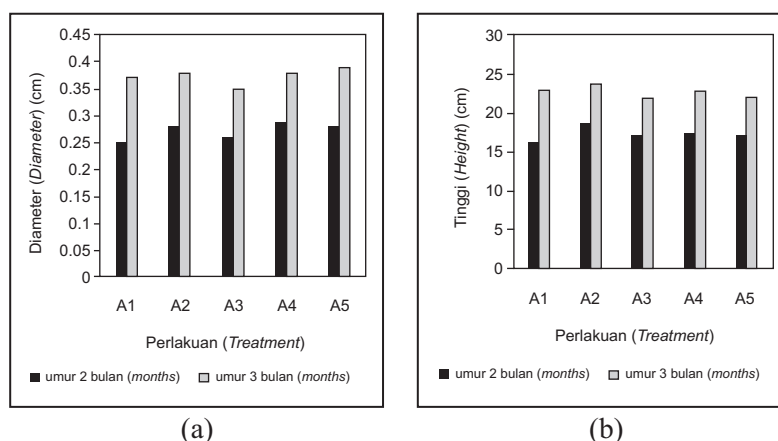 Diameter (Diameter) (cm)
0.45
0.4
0.35
0.3
0.25
0.2
0.15
0.1
0.05
0
A1 A2 A3 A4 A5
Perlakuan (Treatment)
umur 2 bulan (months) umur 3 bulan (months)
(a)
Tinggi (Height) (cm)
30
25
20
15
10
5
0
A1 A2 A3 A4 A5
Perlakuan (Treatment)
umur 2 bulan (months) umur 3 bulan (months)
(b)